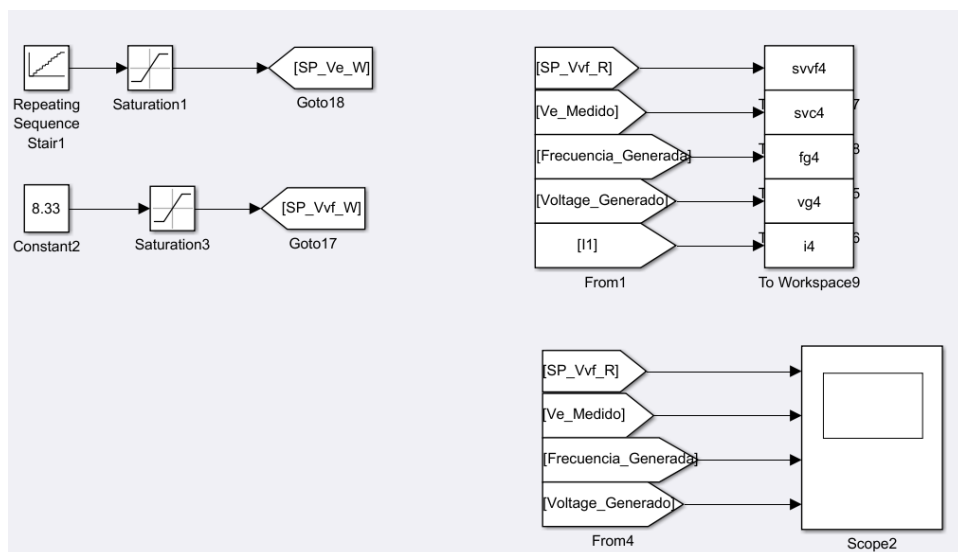 [SP_Ve_W]
Repeating
Sequence
Stair1
Saturation1
Goto18
8.33
[SP_Vvf_W]
Constant2
Saturation3
Goto17
[SP_Vvf_R]
svvf4
[Ve_Medido]
svc4
[Frecuencia_Generada]
fg4
[Voltage_Generado]
vg4
[I1]
i4
From1
To Workspace9
[SP_Vvf_R]
[Ve_Medido]
[Frecuencia_Generada]
[Voltage_Generado]
From4
Scope2